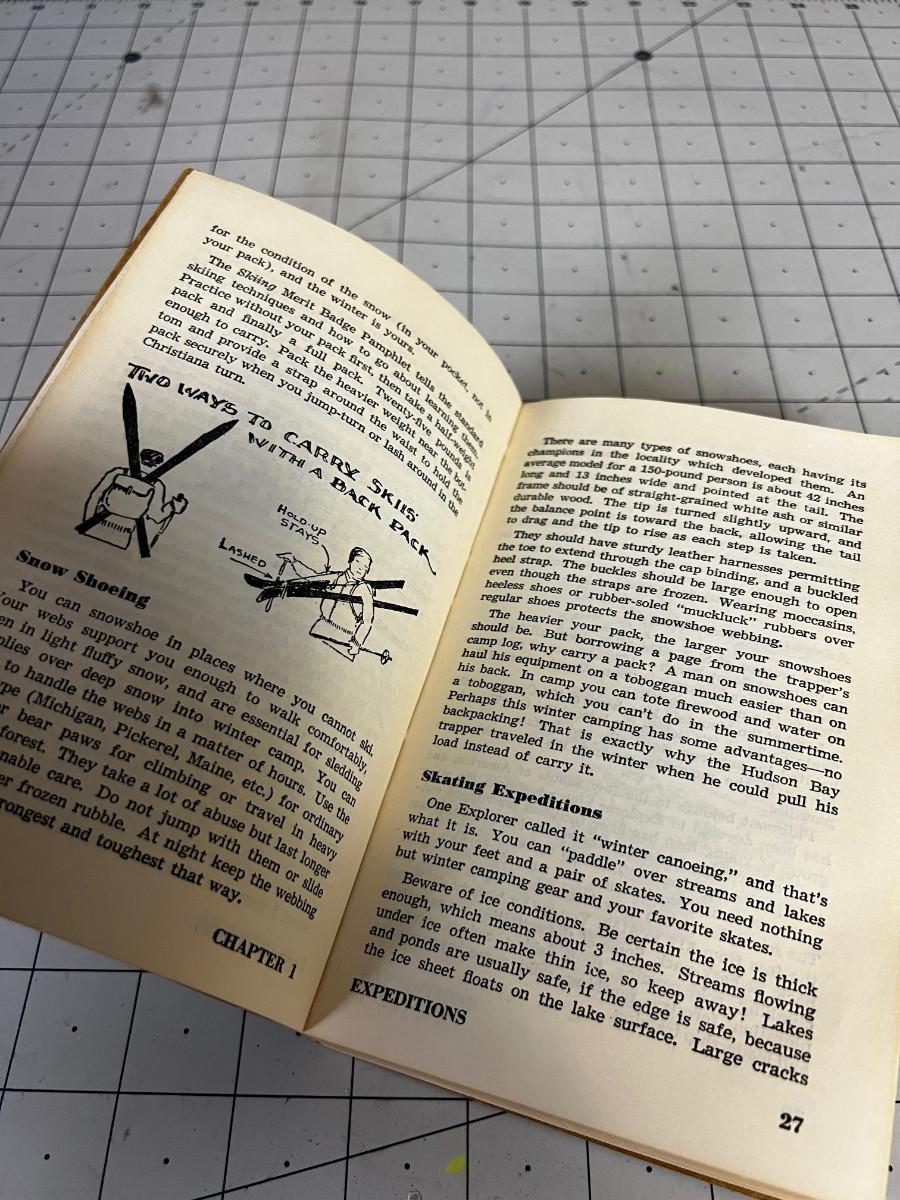 for the condition of the snow (in your pocket, not in
your pack), and the winter is yours.
The Skiing Merit Badge Pamphlet tells the standard
skiing techniques and how to go about learning them.
Practice without your pack first, then take a half-weight
pack and finally a full pack. Twenty-five pounds is
enough to carry. Pack the heavier weight near the bot-
tom and provide a strap around the waist to hold the
pack securely when you jump-turn or lash around in the
Christiana turn.
TWO WAYS TO CARRY SKIIS
WITH A BACK PACK
HOLD-UP
STAYS
LASHED
Snow Shoeing
You can snowshoe in places where you cannot ski.
Your webs support you enough to walk comfortably,
en in light fluffy snow, and are essential for sledding
plies over deep snow into winter camp. You can
to handle the webs in a matter of hours. Use the
pe (Michigan, Pickerel, Maine, etc.) for ordinary
r bear paws for climbing or travel in heavy
forest. They take a lot of abuse but last longer
nable care. Do not jump with them or slide
er frozen rubble. At night keep the webbing
rongest and toughest that way.
CHAPTER 1
There are many types of snowshoes, each having its
champions in the locality which developed them. An
average model for a 150-pound person is about 42 inches
long and 13 inches wide and pointed at the tail. The
frame should be of straight-grained white ash or similar
durable wood. The tip is turned slightly upward, and
the balance point is toward the back, allowing the tail
to drag and the tip to rise as each step is taken.
They should have sturdy leather harnesses permitting
the toe to extend through the cap binding, and a buckled
heel strap. The buckles should be large enough to open
even though the straps are frozen. Wearing moccasins,
heeless shoes or rubber-soled "muckluck" rubbers over
regular shoes protects the snowshoe webbing.
The heavier your pack, the larger your snowshoes
should be. But borrowing a page from the trapper's
camp log, why carry a pack? A man on snowshoes can
haul his equipment on a toboggan much easier than on
his back. In camp you can tote firewood and water on
a toboggan, which you can't do in the summertime.
Perhaps this winter camping has some advantages—no
backpacking! That is exactly why the Hudson Bay
trapper traveled in the winter when he could pull his
load instead of carry it.
Skating Expeditions
One Explorer called it "winter canoeing," and that's
what it is. You can "paddle" over streams and lakes
with your feet and a pair of skates. You need nothing
but winter camping gear and your favorite skates.
Beware of ice conditions. Be certain the ice is thick
enough, which means about 3 inches. Streams flowing
under ice often make thin ice, so keep away! Lakes
and ponds are usually safe, if the edge is safe, because
the ice sheet floats on the lake surface. Large cracks
EXPEDITIONS
27